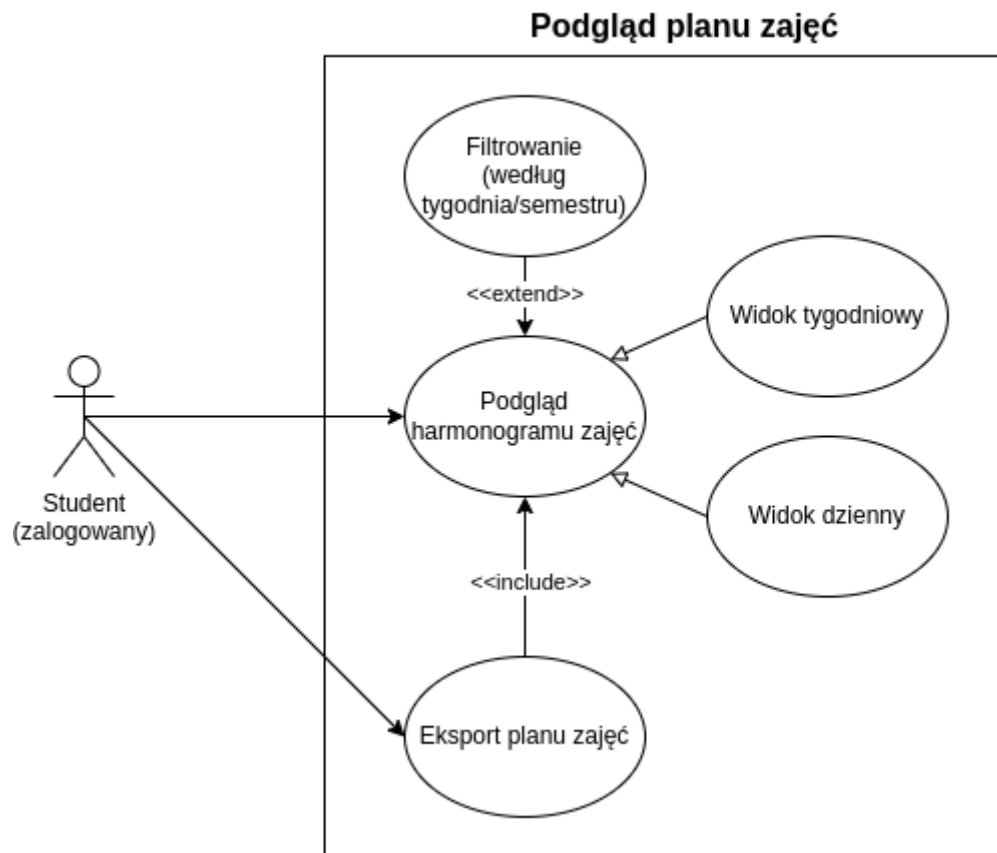 Podgląd planu zajęć
Filtrowanie
(według
tygodnia/semestru)
<<extend>>
Widok tygodniowy
Podgląd
harmonogramu zajęć
Student
(zalogowany)
Widok dzienny
<<include>>
Eksport planu zajęć